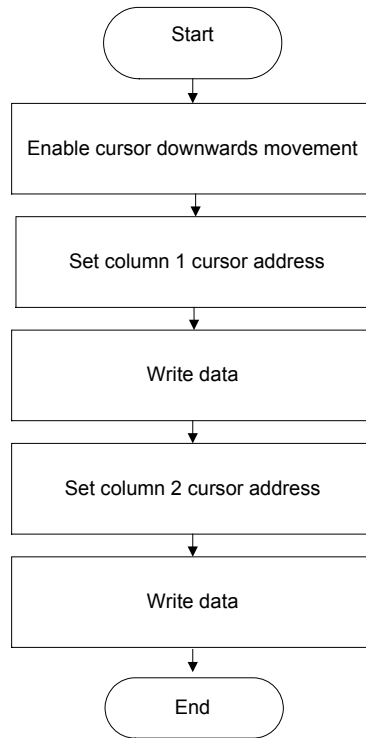 Start
Enable cursor downwards movement
Set column 1 cursor address
Write data
Set column 2 cursor address
Write data
End